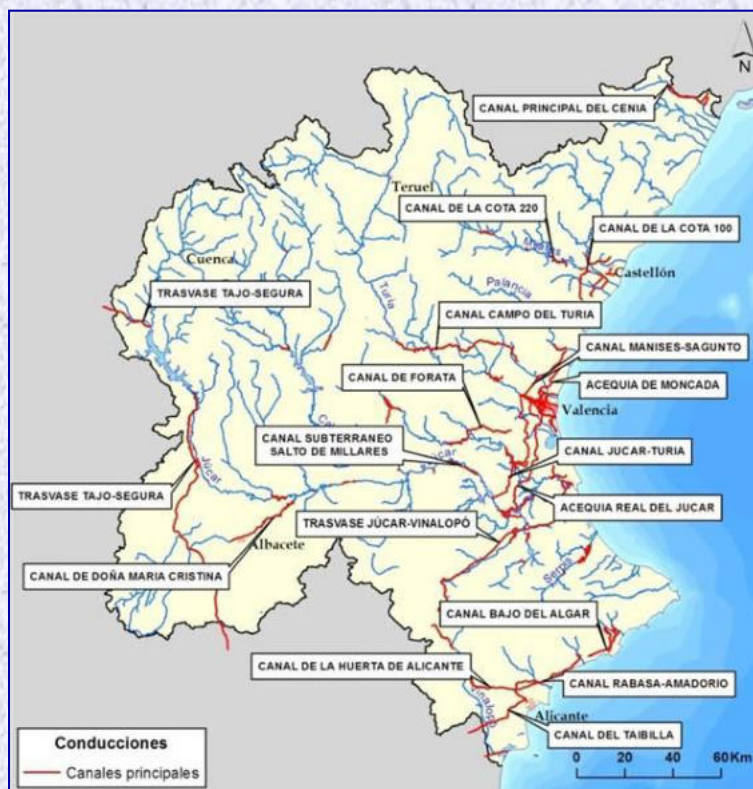 N
CANAL PRINCIPAL DEL CENIA
Teruel
CANAL DE LA COTA 220
Mijares
CANAL DE LA COTA 100
Cuenca
Castellón
Palancia
TRASVASE TAJO-SEGURA
Turia
CANAL CAMPO DEL TURIA
CANAL MANISES-SAGUNTO
CANAL DE FORATA
ACEQUIA DE MONCADA
Valencia
CANAL SUBTERRANEO
SALTO DE MILLARES
CANAL JUCAR-TURIA
Júcar
TRASVASE TAJO-SEGURA
ACEQUIA REAL DEL JUCAR
TRASVASE JÚCAR-VINALOPÓ
Albacete
Serpis
CANAL DE DOÑA MARIA CRISTINA
CANAL BAJO DEL ALGAR
CANAL DE LA HUERTA DE ALICANTE
CANAL RABASA-AMADORIO
Vinalopó
Alicante
CANAL DEL TAIBILLA
Conducciones
Canales principales
0 20 40 60 Km